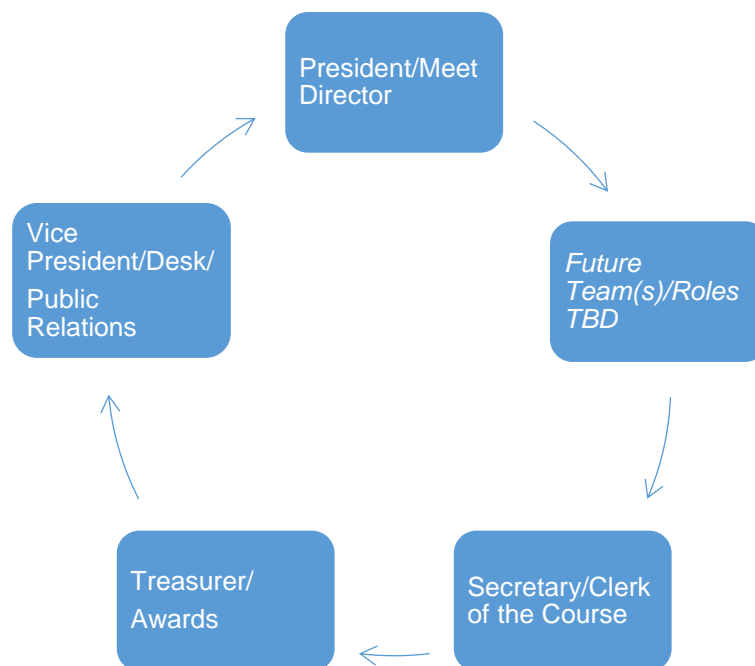 President/Meet
Director
Vice
President/Desk/
Public
Relations
Future
Team(s)/Roles
TBD
Treasurer/
Awards
Secretary/Clerk
of the Course